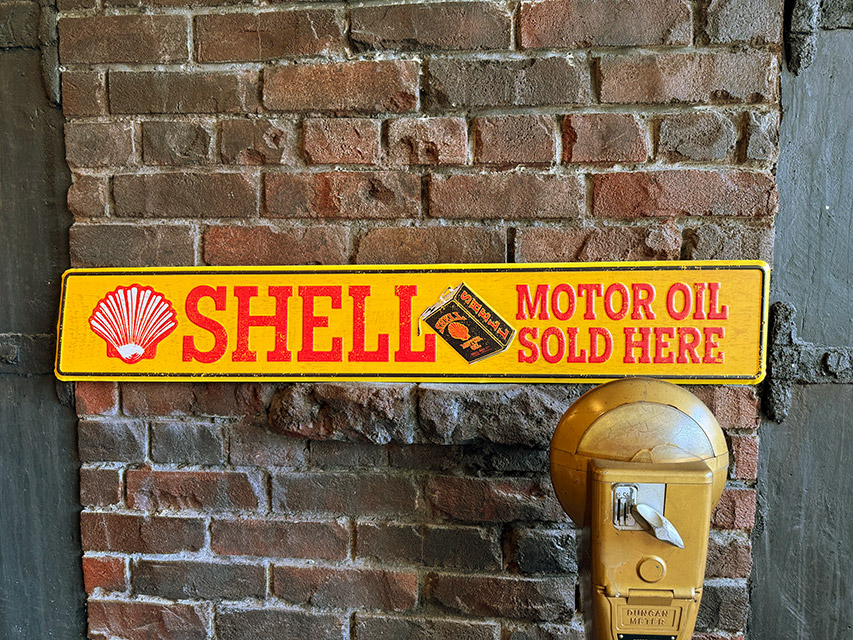 SHELL
SHELL
MOTOR OIL
SOLD HERE
DUNCAN
METER